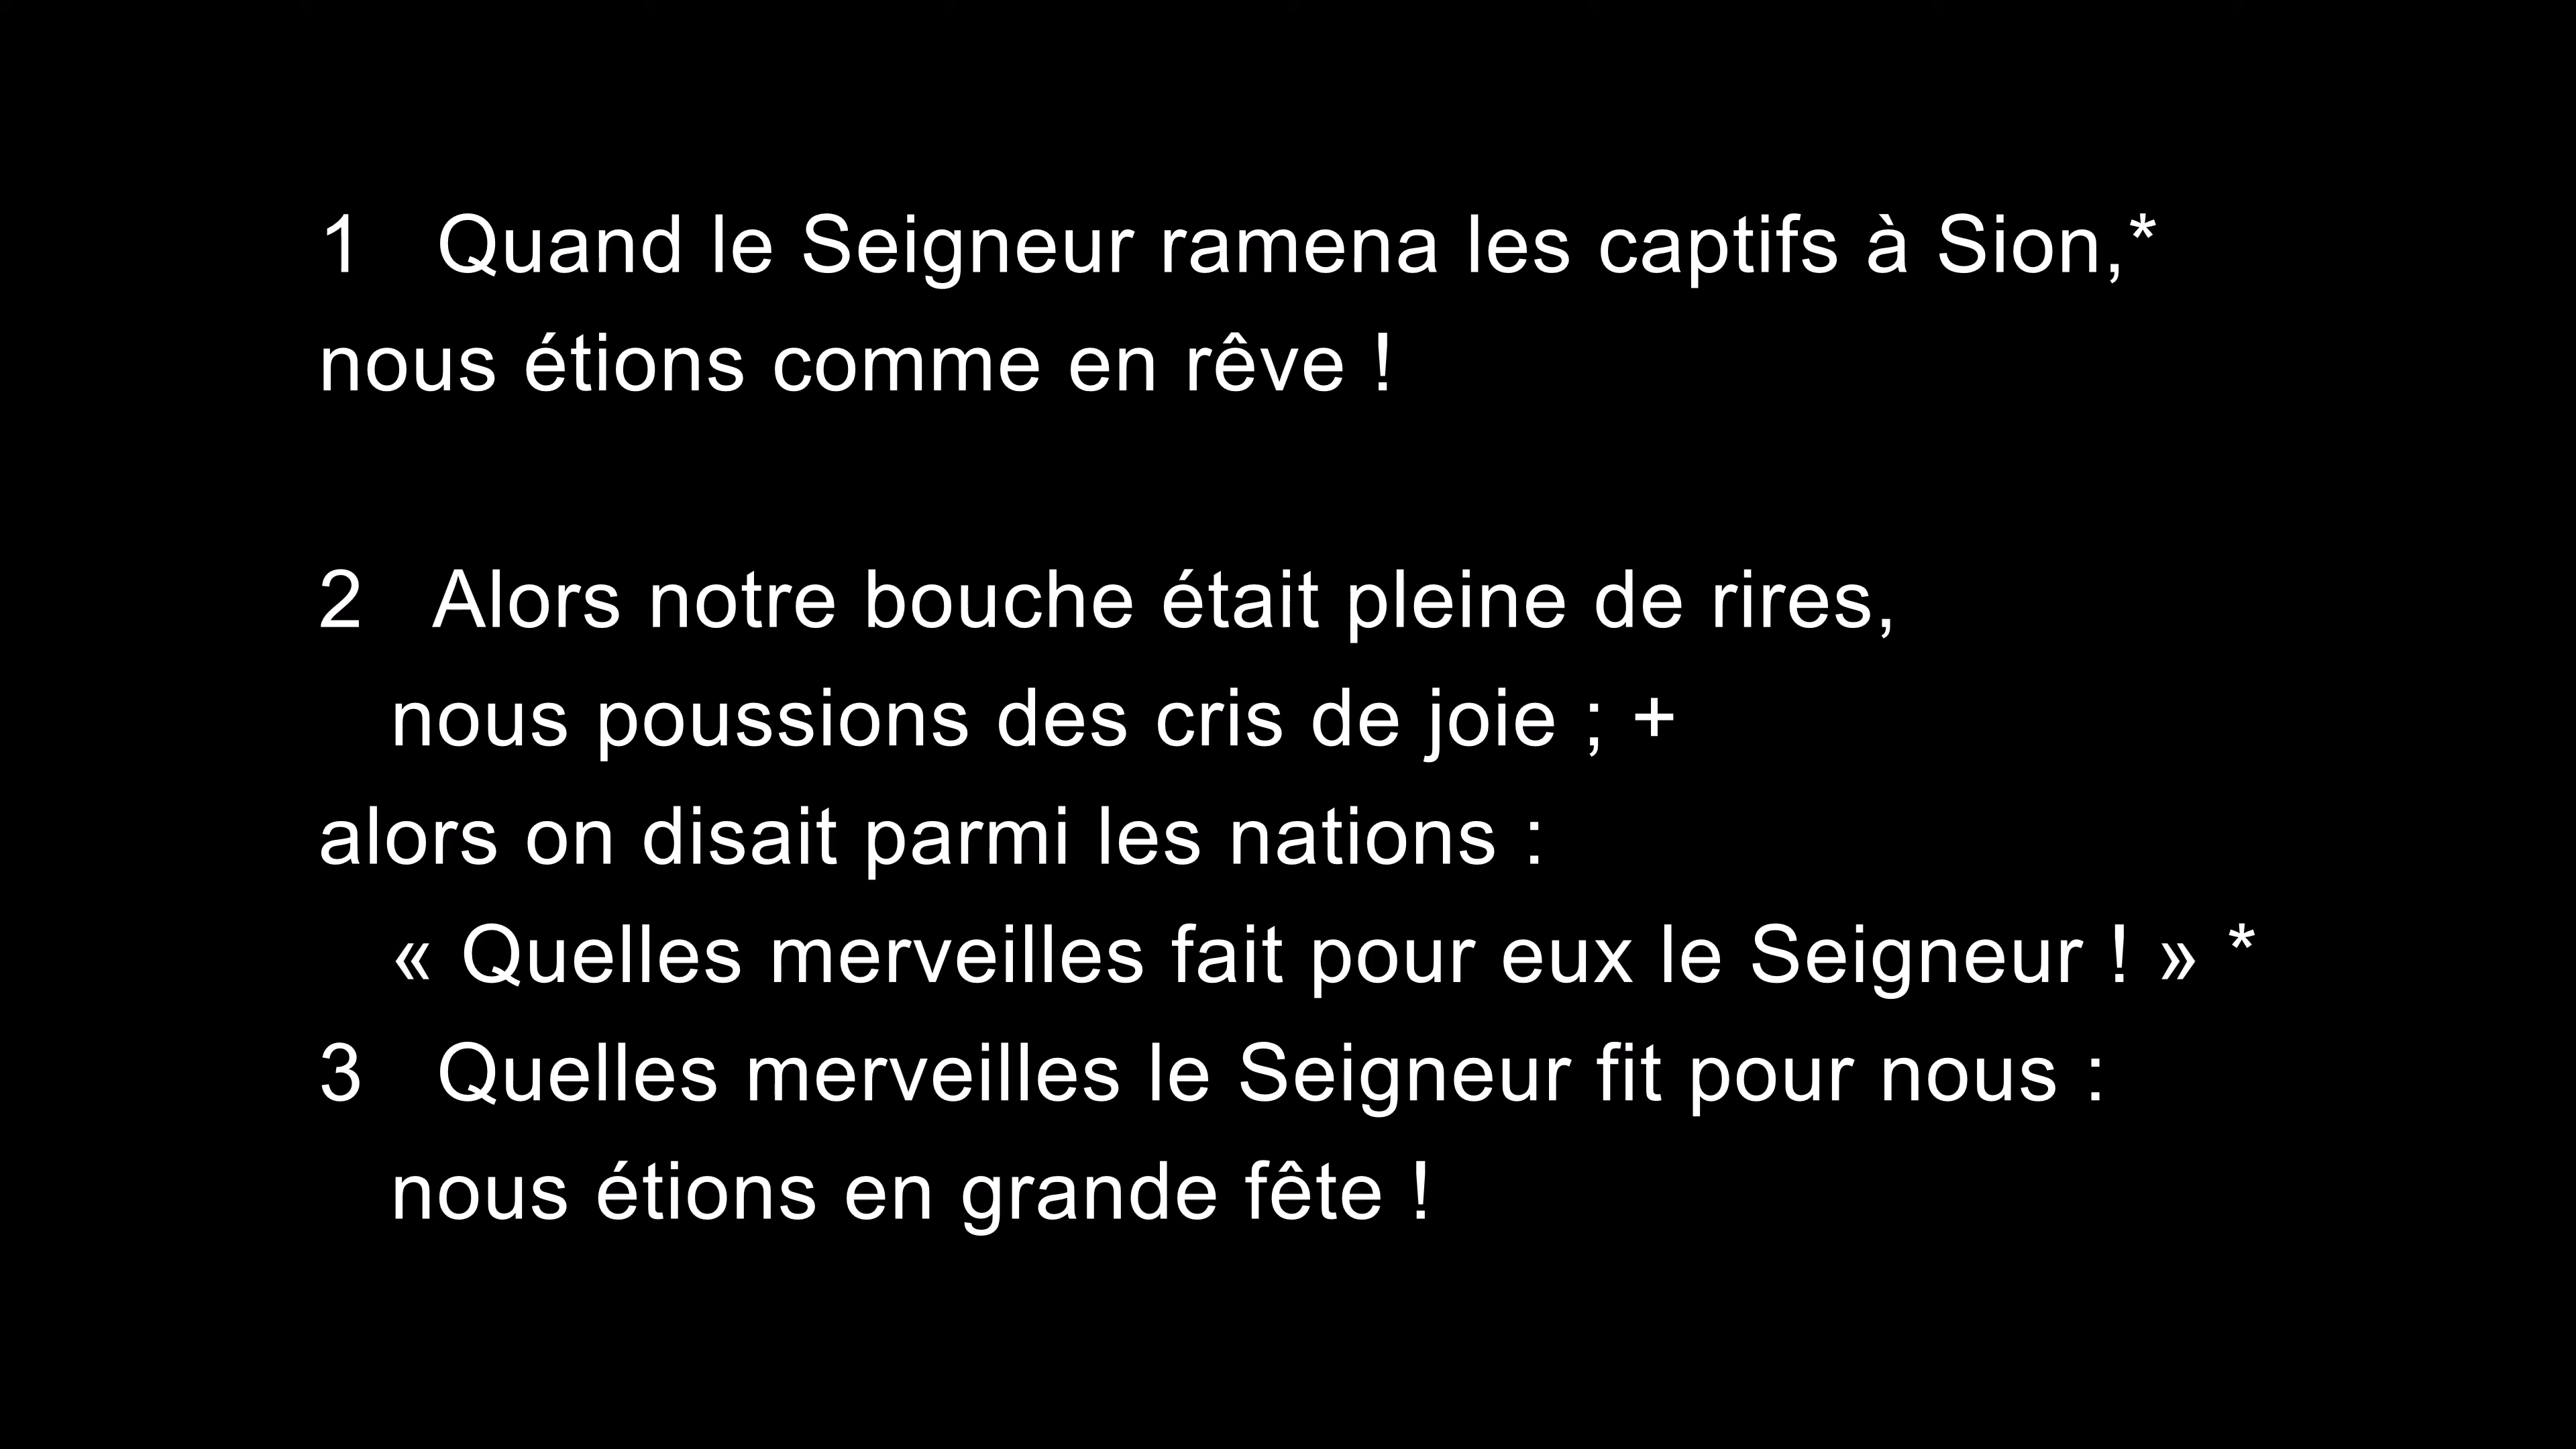 1 Quand le Seigneur ramena les captifs à Sion,*
nous étions comme en rêve !
2 Alors notre bouche était pleine de rires,
nous poussions des cris de joie ; +
alors on disait parmi les nations :
« Quelles merveilles fait pour eux le Seigneur ! » *
3 Quelles merveilles le Seigneur fit pour nous :
nous étions en grande fête !